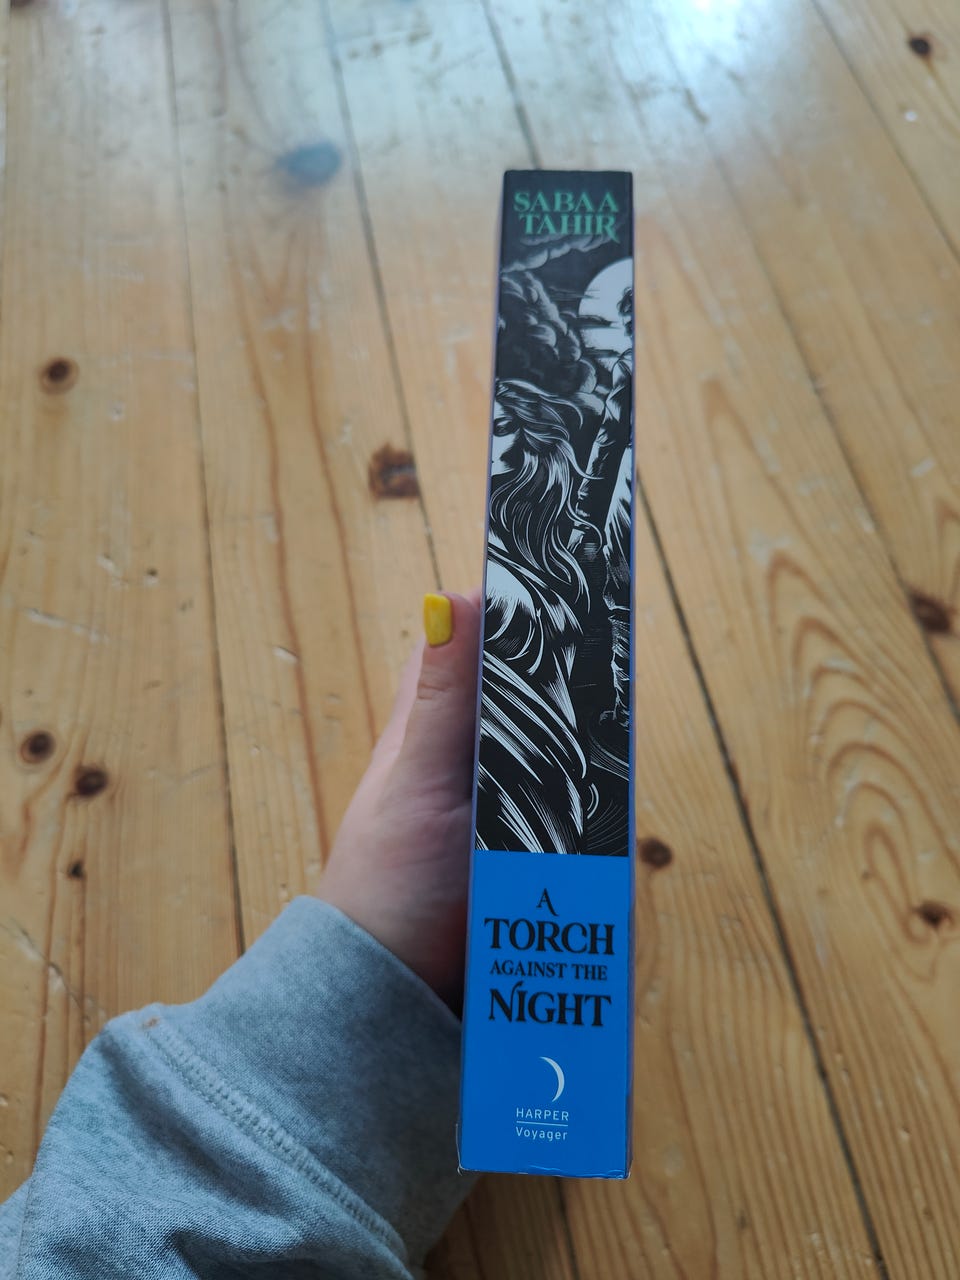 SABAA
TAHIR
A
TORCH
AGAINST THE
NIGHT
HARPER
Voyager